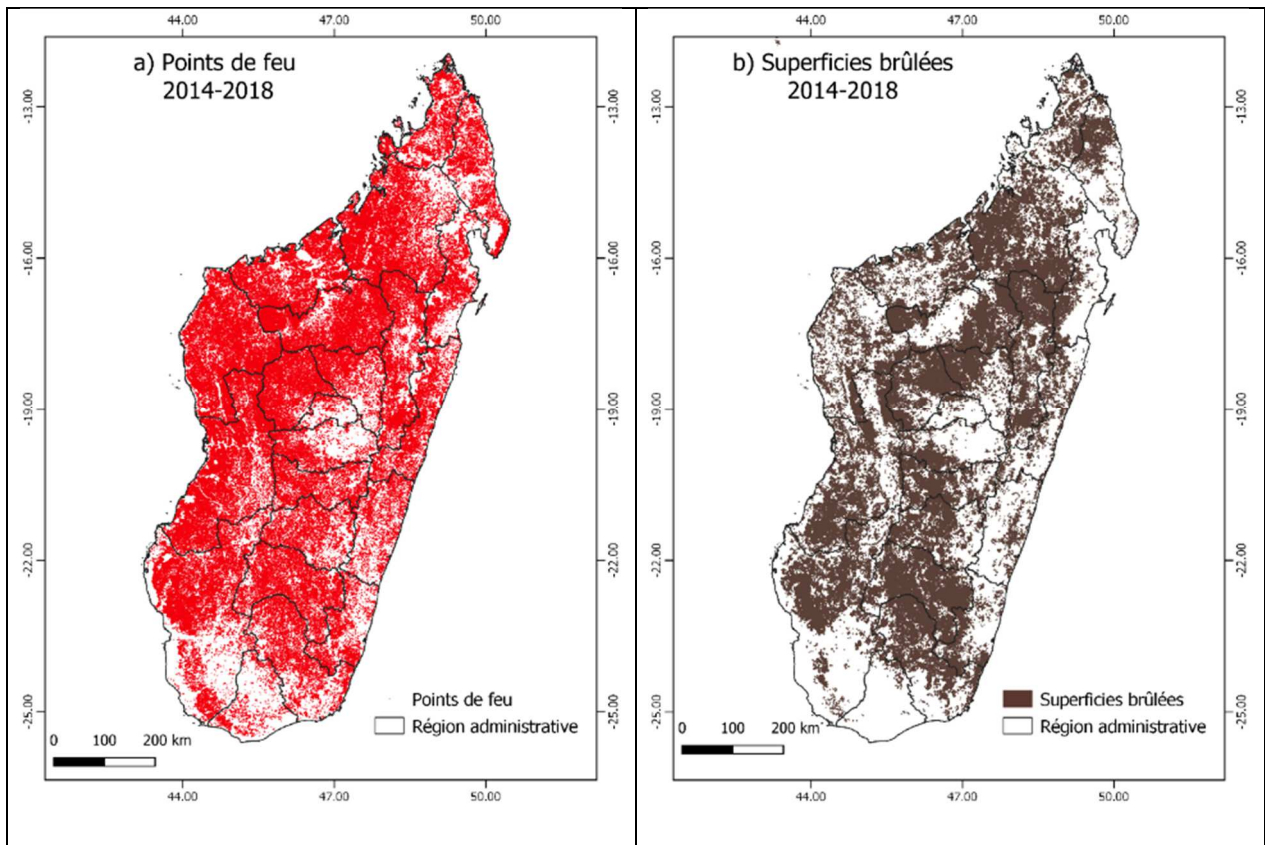 44.00 47.00 50.00
a) Points de feu
2014-2018
-13.00 -13.00
-16.00 -16.00
-19.00 -19.00
-22.00 -22.00
-25.00 -25.00
Points de feu
Région administrative
0 100 200 km
44.00 47.00 50.00
44.00 47.00 50.00
b) Superficies brûlées
2014-2018
-13.00 -13.00
-16.00 -16.00
-19.00 -19.00
-22.00 -22.00
-25.00 -25.00
Superficies brûlées
Région administrative
0 100 200 km
44.00 47.00 50.00